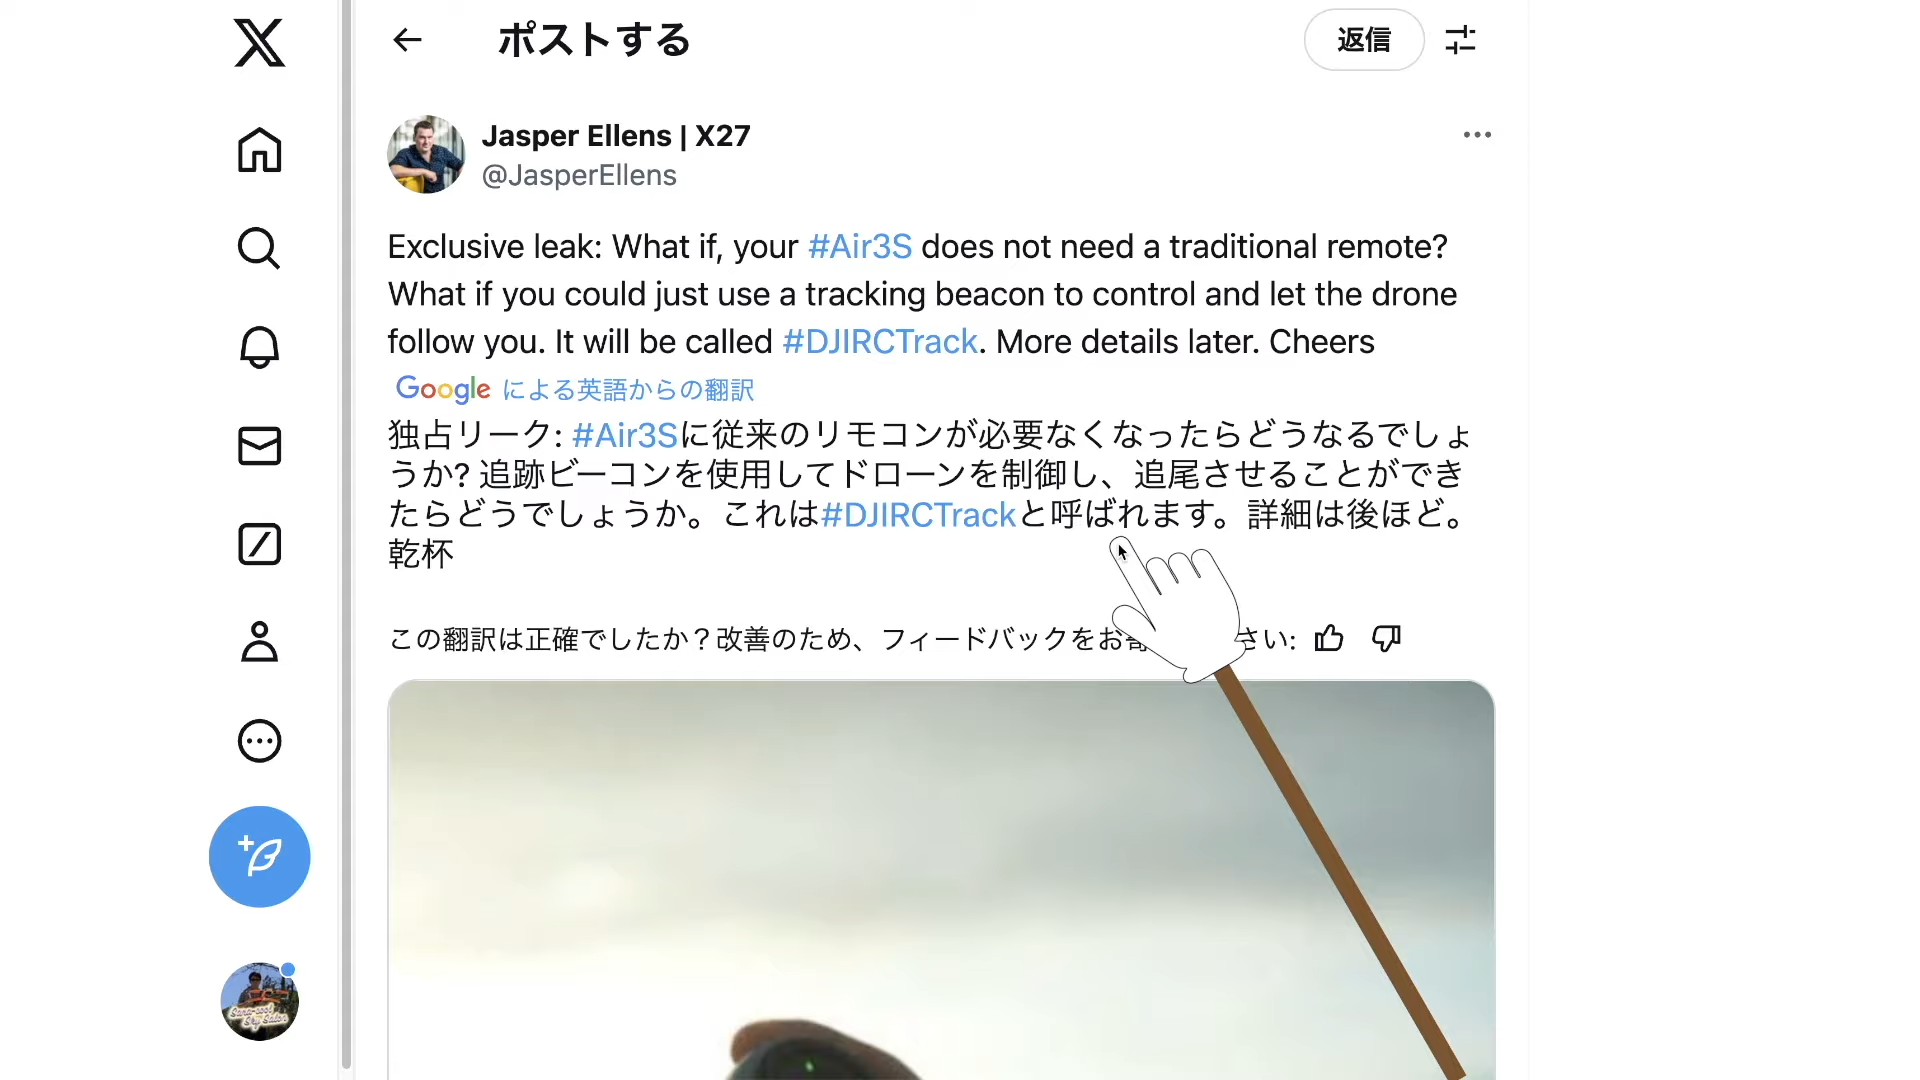 ポストする
返信
Jasper Ellens | X27
@JasperEllens
Exclusive leak: What if, your #Air3S does not need a traditional remote?
What if you could just use a tracking beacon to control and let the drone
follow you. It will be called #DJIRCTrack. More details later. Cheers
Google による英語からの翻訳
独占リーク: #Air3Sに従来のリモコンが必要なくなったらどうなるでしょ
うか? 追跡ビーコンを使用してドローンを制御し、追尾させることができ
たらどうでしょうか。これは#DJIRCTrackと呼ばれます。詳細は後ほど。
乾杯
この翻訳は正確でしたか？改善のため、フィードバックをお さい: